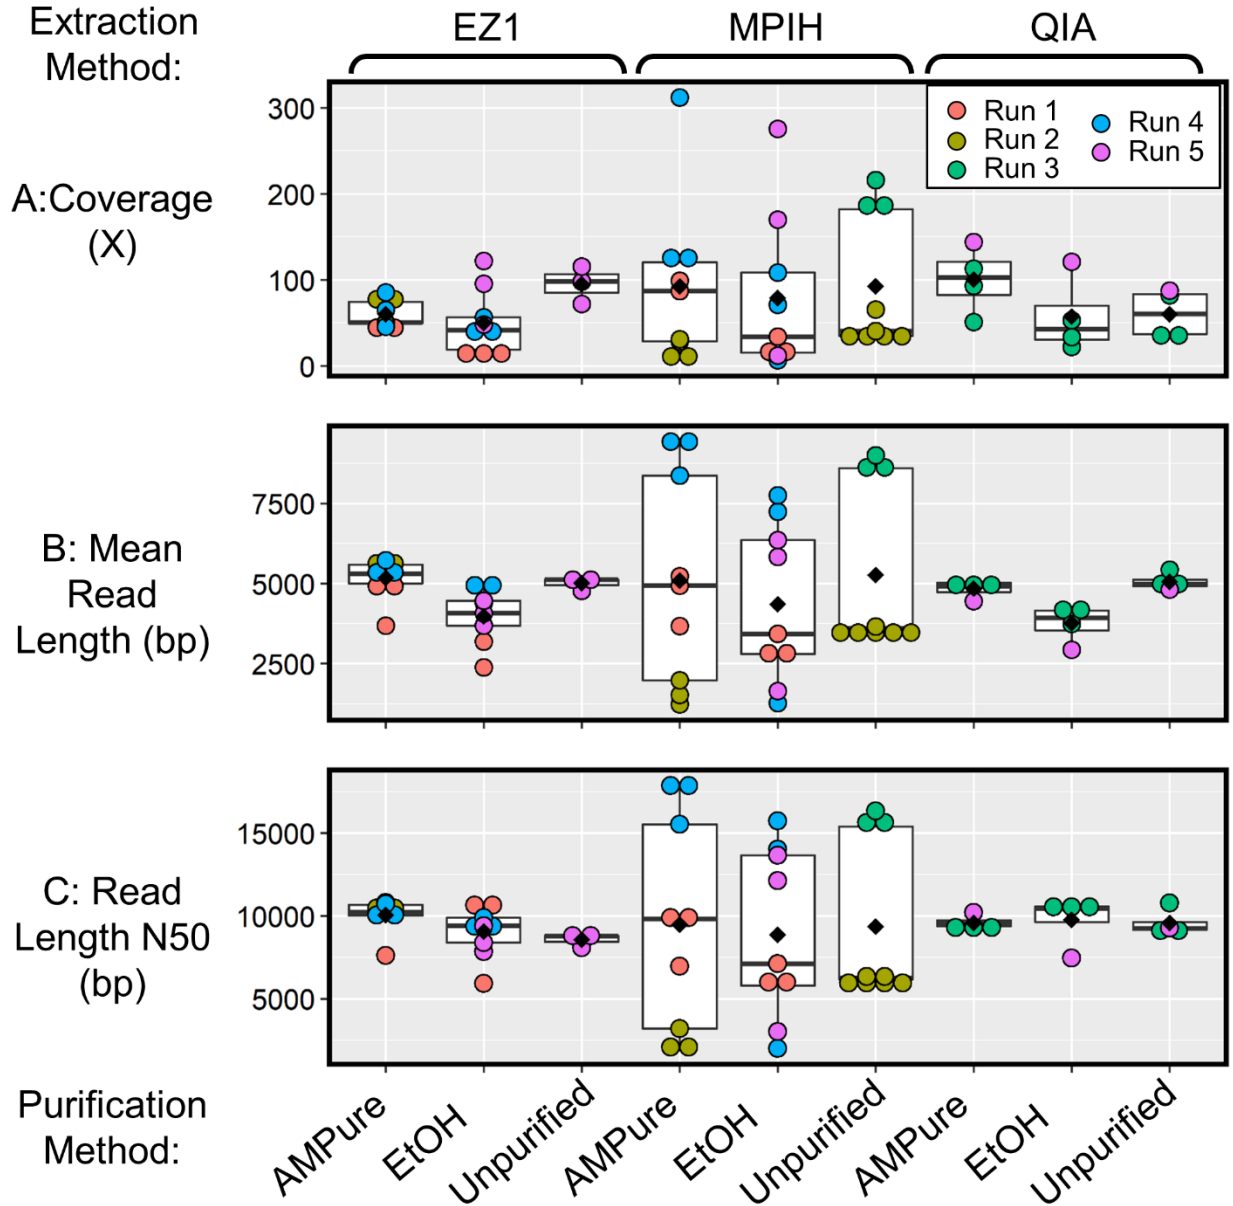 Extraction
Method:
EZ1
MPIH
QIA
A:Coverage
(X)
300
200
100
0
Run 1
Run 2
Run 3
Run 4
Run 5
B: Mean
Read
Length (bp)
7500
5000
2500
C: Read
Length N50
(bp)
15000
10000
5000
Purification
Method:
AMPure
EtOH
Unpurified
AMPure
EtOH
Unpurified
AMPure
EtOH
Unpurified